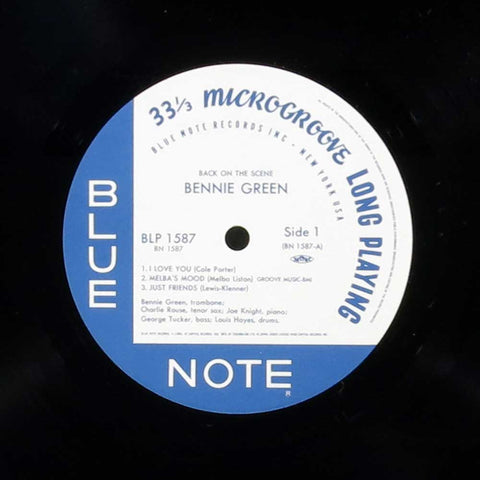 33 1/3 MICROGROOVE LONG PLAYING
BLUE NOTE RECORDS INC · NEW YORK USA
BACK ON THE SCENE
BENNIE GREEN
BLP 1587
BN 1587
Side 1
(BN 1587-A)
1. I LOVE YOU (Cole Porter)
2. MELBA'S MOOD (Melba Liston) GROOVE MUSIC-BMI
3. JUST FRIENDS (Lewis-Klenner)
Bennie Green, trombone;
Charlie Rouse, tenor sax; Joe Knight, piano;
George Tucker, bass; Louis Hayes, drums.
BLUE
NOTE
R